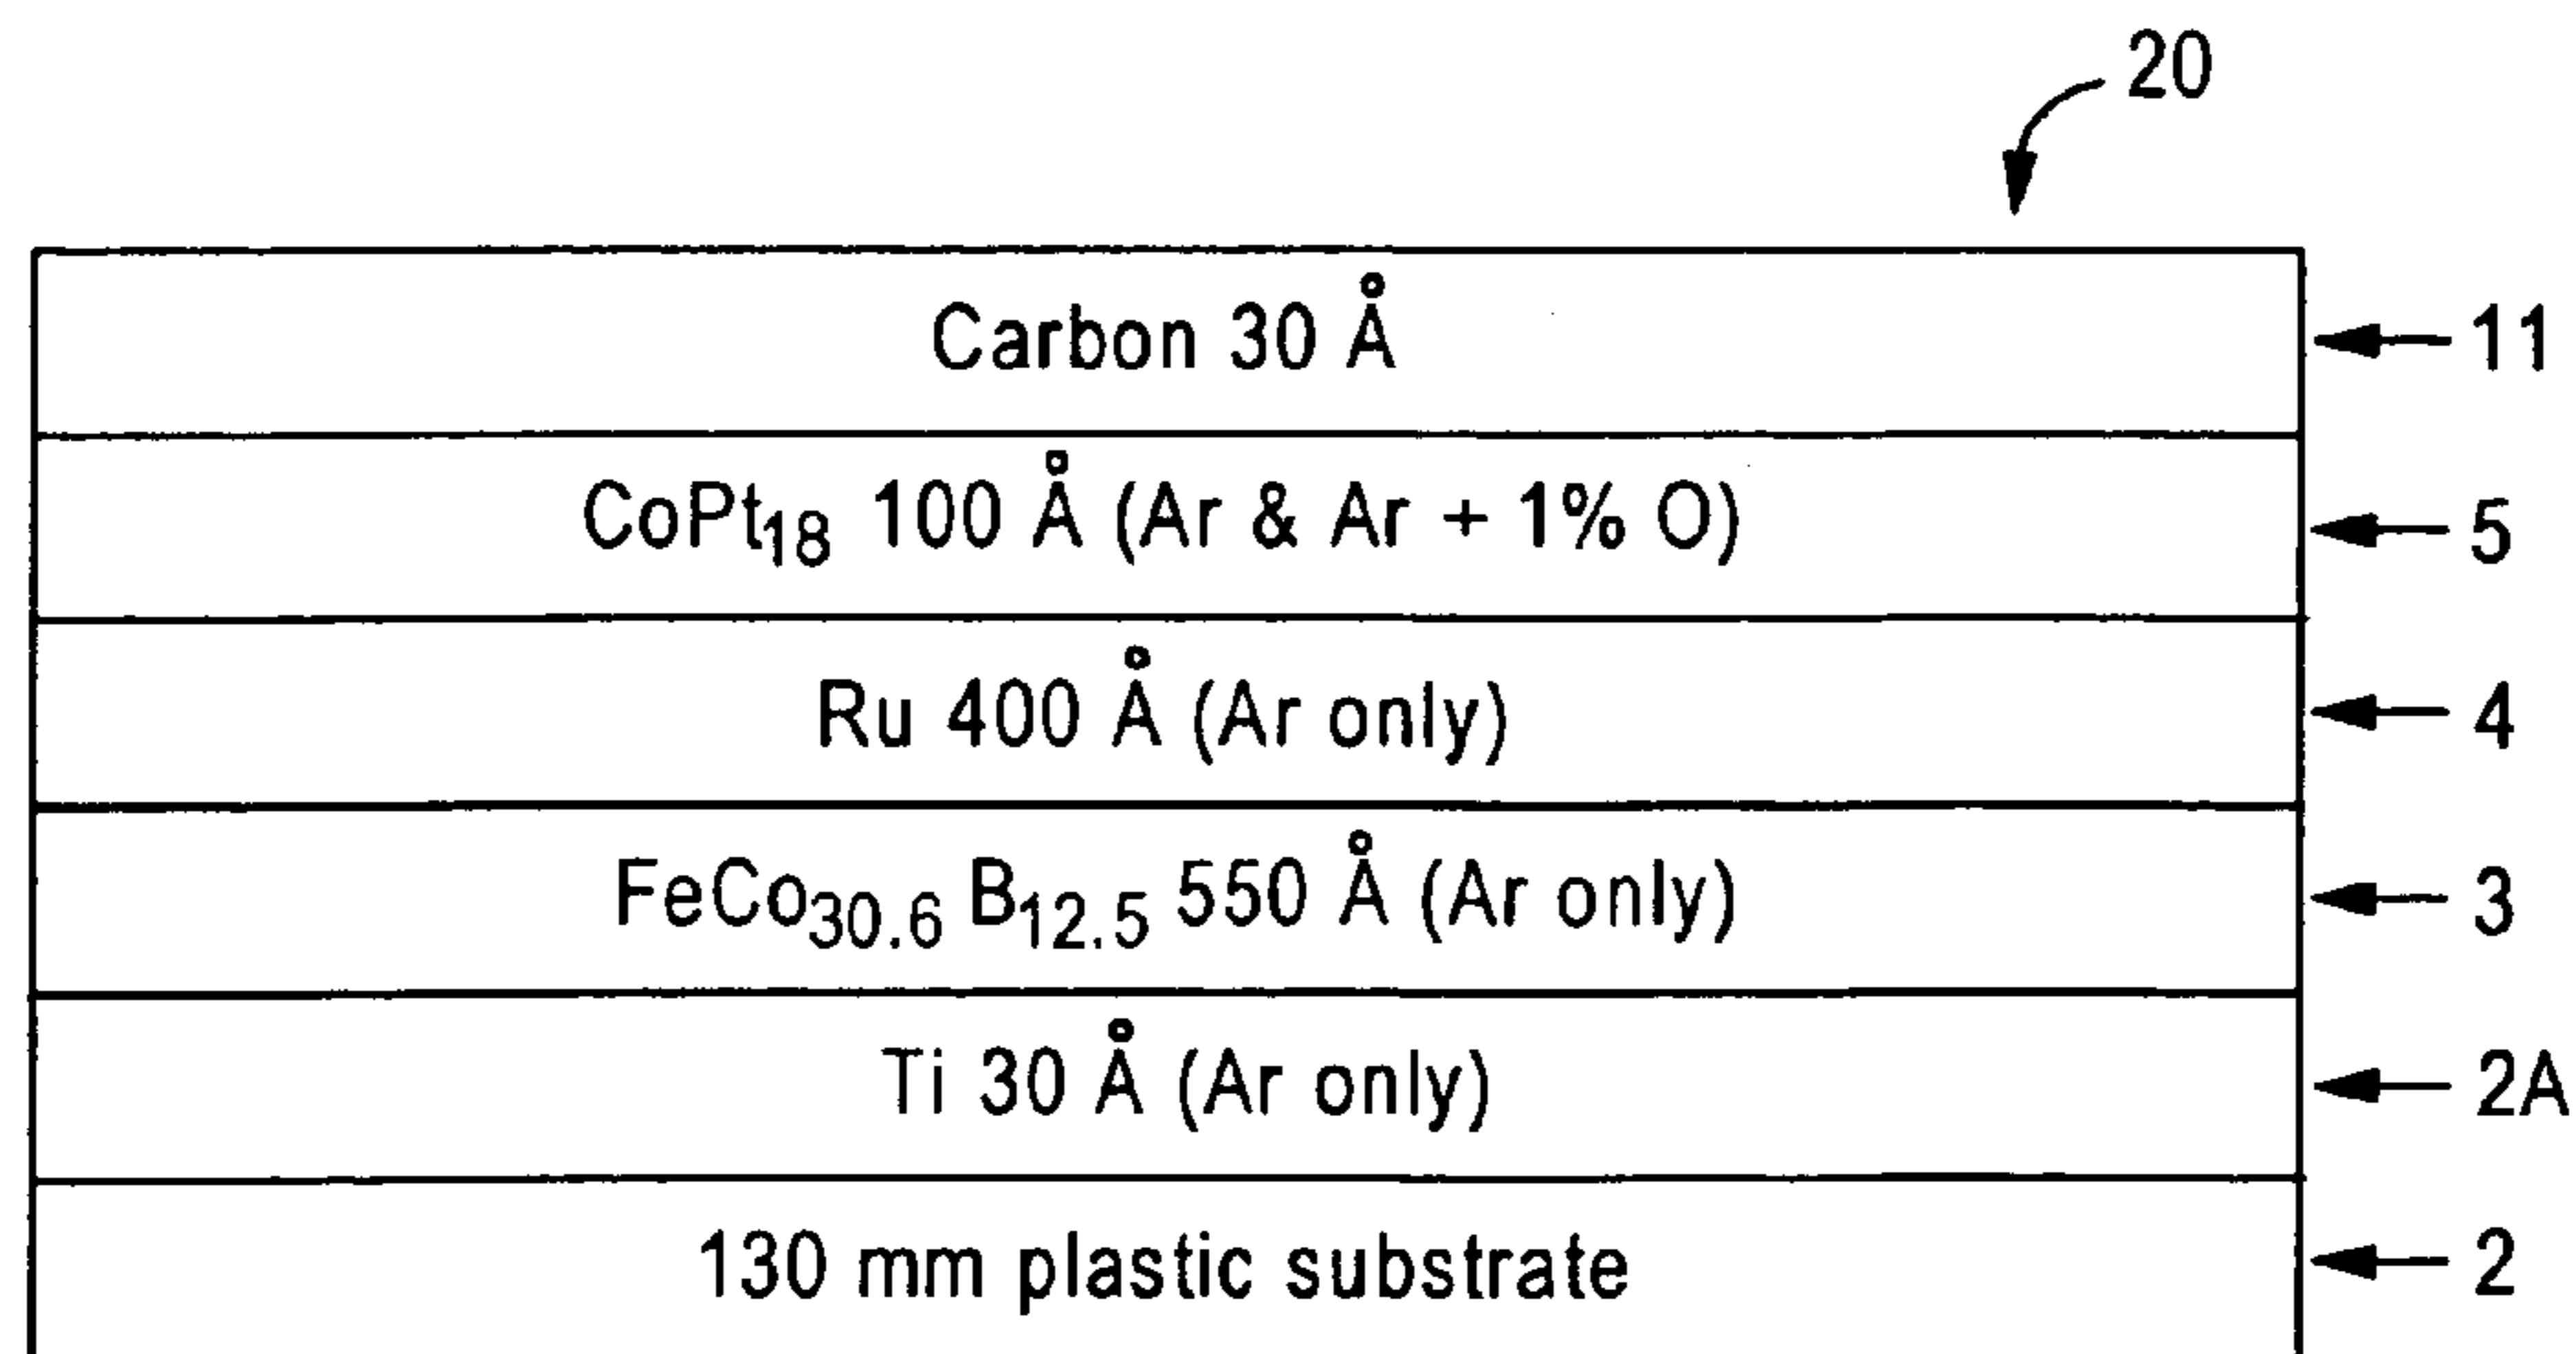 20
Carbon 30 Å
11
CoPt₁₈ 100 Å (Ar & Ar + 1% O)
5
Ru 400 Å (Ar only)
4
FeCo₃₀.₆ B₁₂.₅ 550 Å (Ar only)
3
Ti 30 Å (Ar only)
2A
130 mm plastic substrate
2